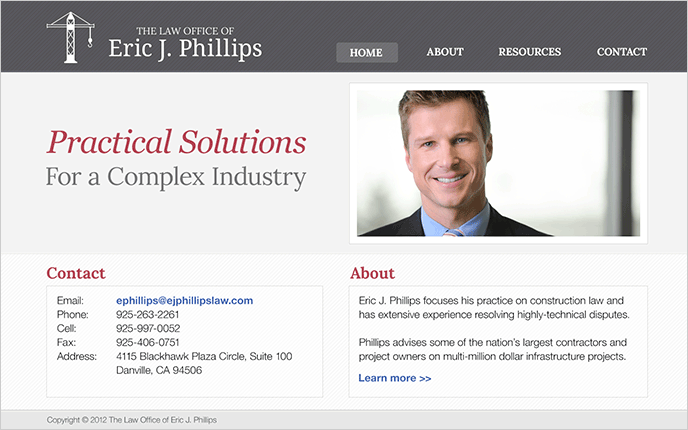 THE LAW OFFICE OF
Eric J. Phillips
HOME ABOUT RESOURCES CONTACT
Practical Solutions
For a Complex Industry
Contact
Email: ephillips@ejphillipslaw.com
Phone: 925-263-2261
Cell: 925-997-0052
Fax: 925-406-0751
Address: 4115 Blackhawk Plaza Circle, Suite 100
Danville, CA 94506
About
Eric J. Phillips focuses his practice on construction law and
has extensive experience resolving highly-technical disputes.
Phillips advises some of the nation's largest contractors and
project owners on multi-million dollar infrastructure projects.
Learn more >>
Copyright © 2012 The Law Office of Eric J. Phillips